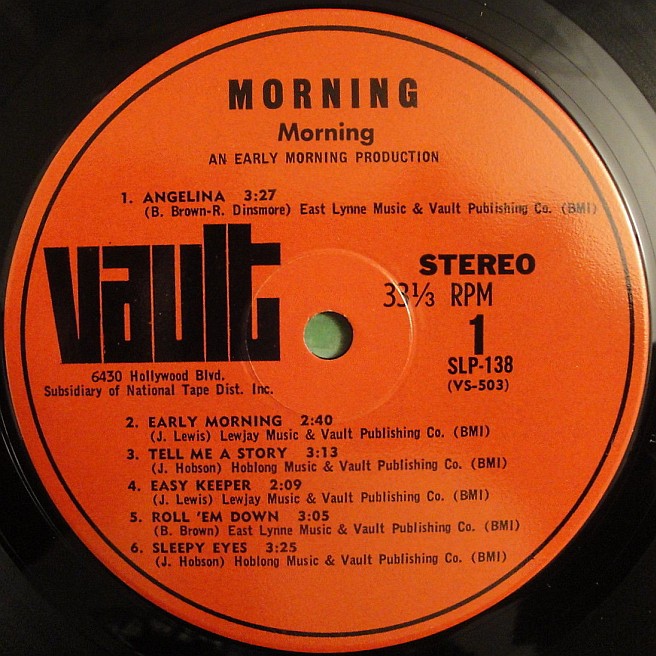 MORNING
Morning
AN EARLY MORNING PRODUCTION
1. ANGELINA 3:27
(B. Brown-R. Dinsmore) East Lynne Music & Vault Publishing Co. (BMI)
vault
6430 Hollywood Blvd.
Subsidiary of National Tape Dist. Inc.
STEREO
33⅓ RPM
1
SLP-138
(VS-503)
2. EARLY MORNING 2:40
(J. Lewis) Lewjay Music & Vault Publishing Co. (BMI)
3. TELL ME A STORY 3:13
(J. Hobson) Hoblong Music & Vault Publishing Co. (BMI)
4. EASY KEEPER 2:09
(J. Lewis) Lewjay Music & Vault Publishing Co. (BMI)
5. ROLL 'EM DOWN 3:05
(B. Brown) East Lynne Music & Vault Publishing Co. (BMI)
6. SLEEPY EYES 3:25
(J. Hobson) Hoblong Music & Vault Publishing Co. (BMI)